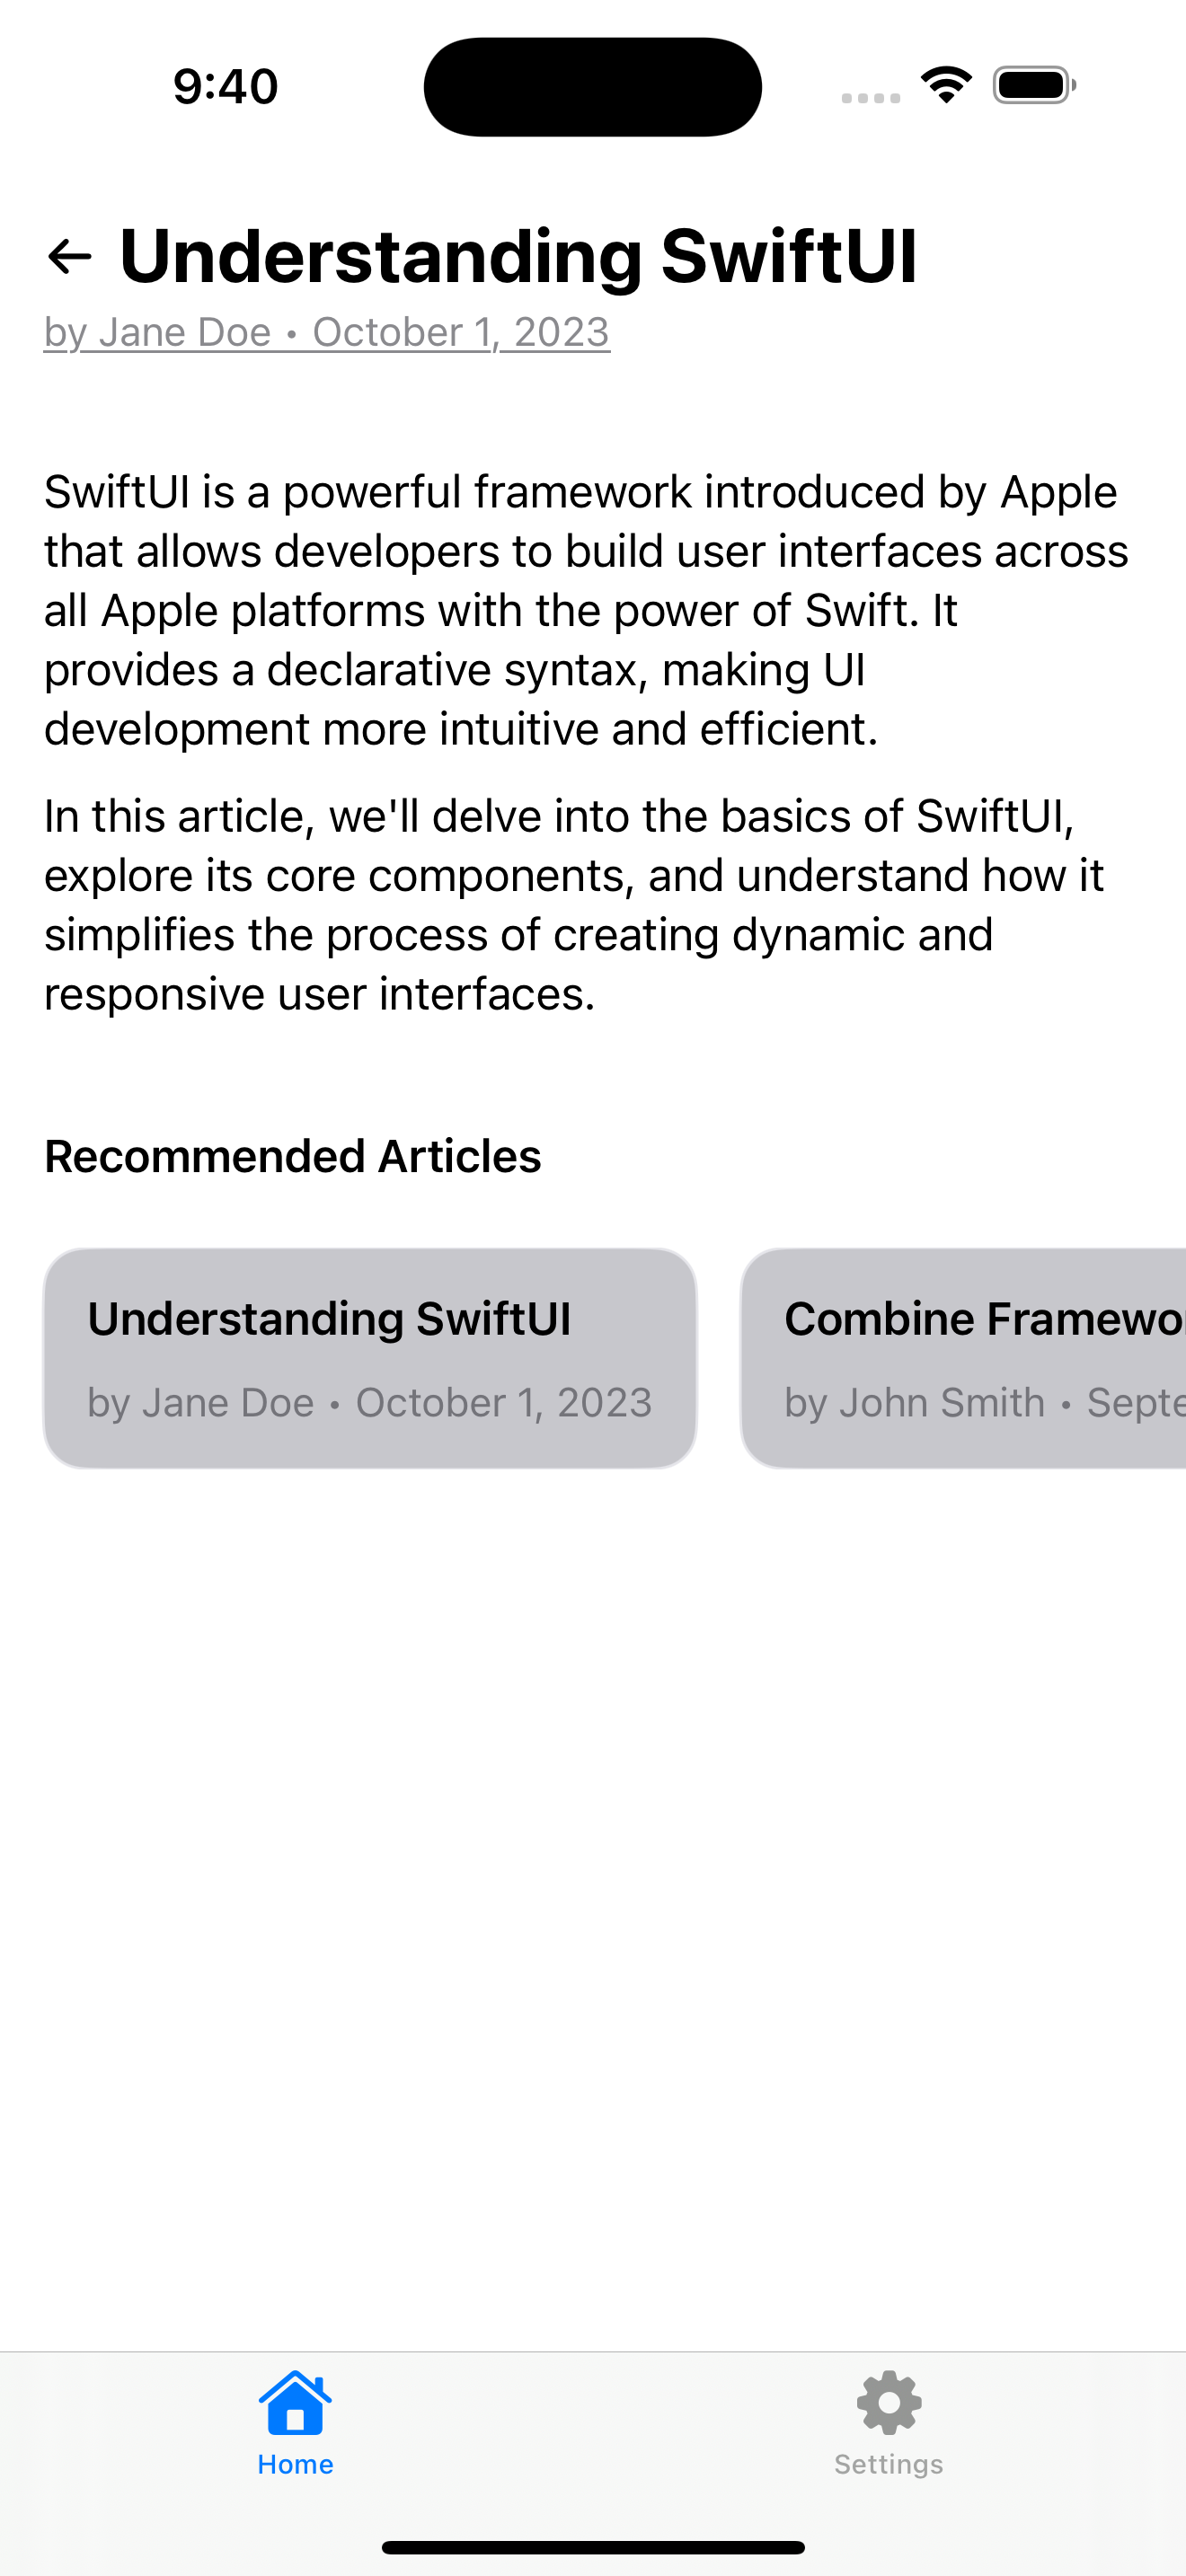 9:40
Understanding SwiftUI
by Jane Doe • October 1, 2023
SwiftUI is a powerful framework introduced by Apple
that allows developers to build user interfaces across
all Apple platforms with the power of Swift. It
provides a declarative syntax, making UI
development more intuitive and efficient.
In this article, we'll delve into the basics of SwiftUI,
explore its core components, and understand how it
simplifies the process of creating dynamic and
responsive user interfaces.
Recommended Articles
Understanding SwiftUI
by Jane Doe • October 1, 2023
Combine
by John Smith •
Home
Settings